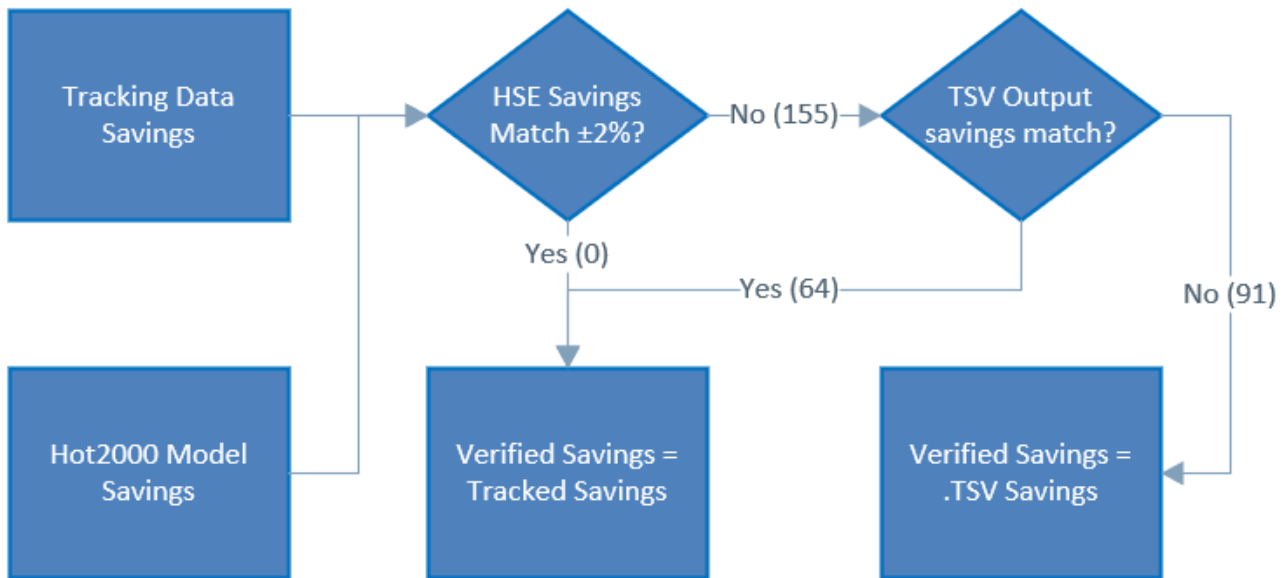 Tracking Data
Savings
HSE Savings
Match ±2%?
No (155)
TSV Output
savings match?
Yes (0)
Yes (64)
No (91)
Hot2000 Model
Savings
Verified Savings =
Tracked Savings
Verified Savings =
.TSV Savings